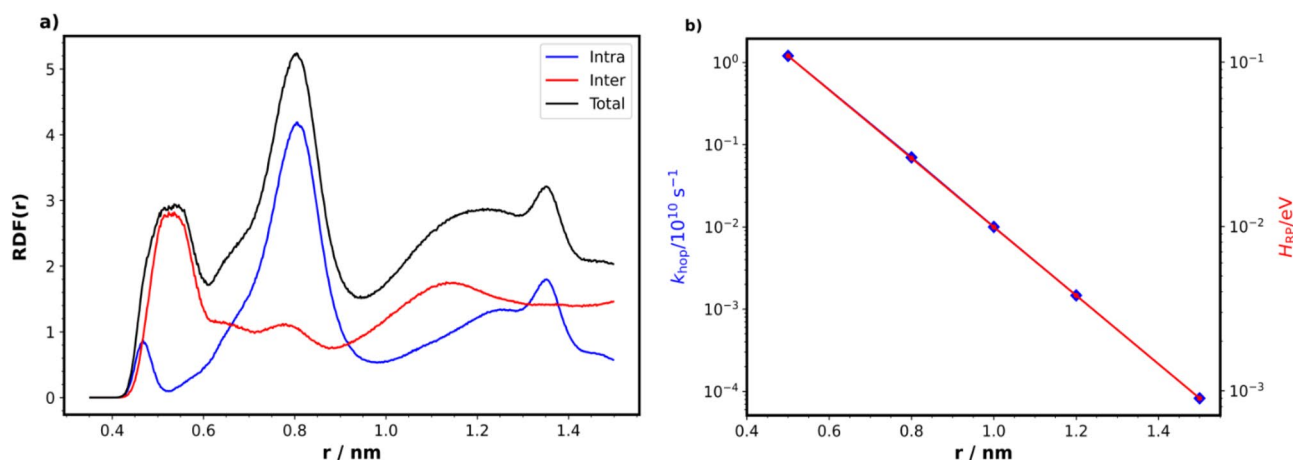 a)
RDF(r)
5
4
3
2
1
0
0.4 0.6 0.8 1.0 1.2 1.4
r / nm
Intra
Inter
Total
b)
k_hop/10^10 s^−1
10^0
10^−1
10^−2
10^−3
10^−4
0.4 0.6 0.8 1.0 1.2 1.4
r / nm
10^−1
10^−2
10^−3
H_RP/eV